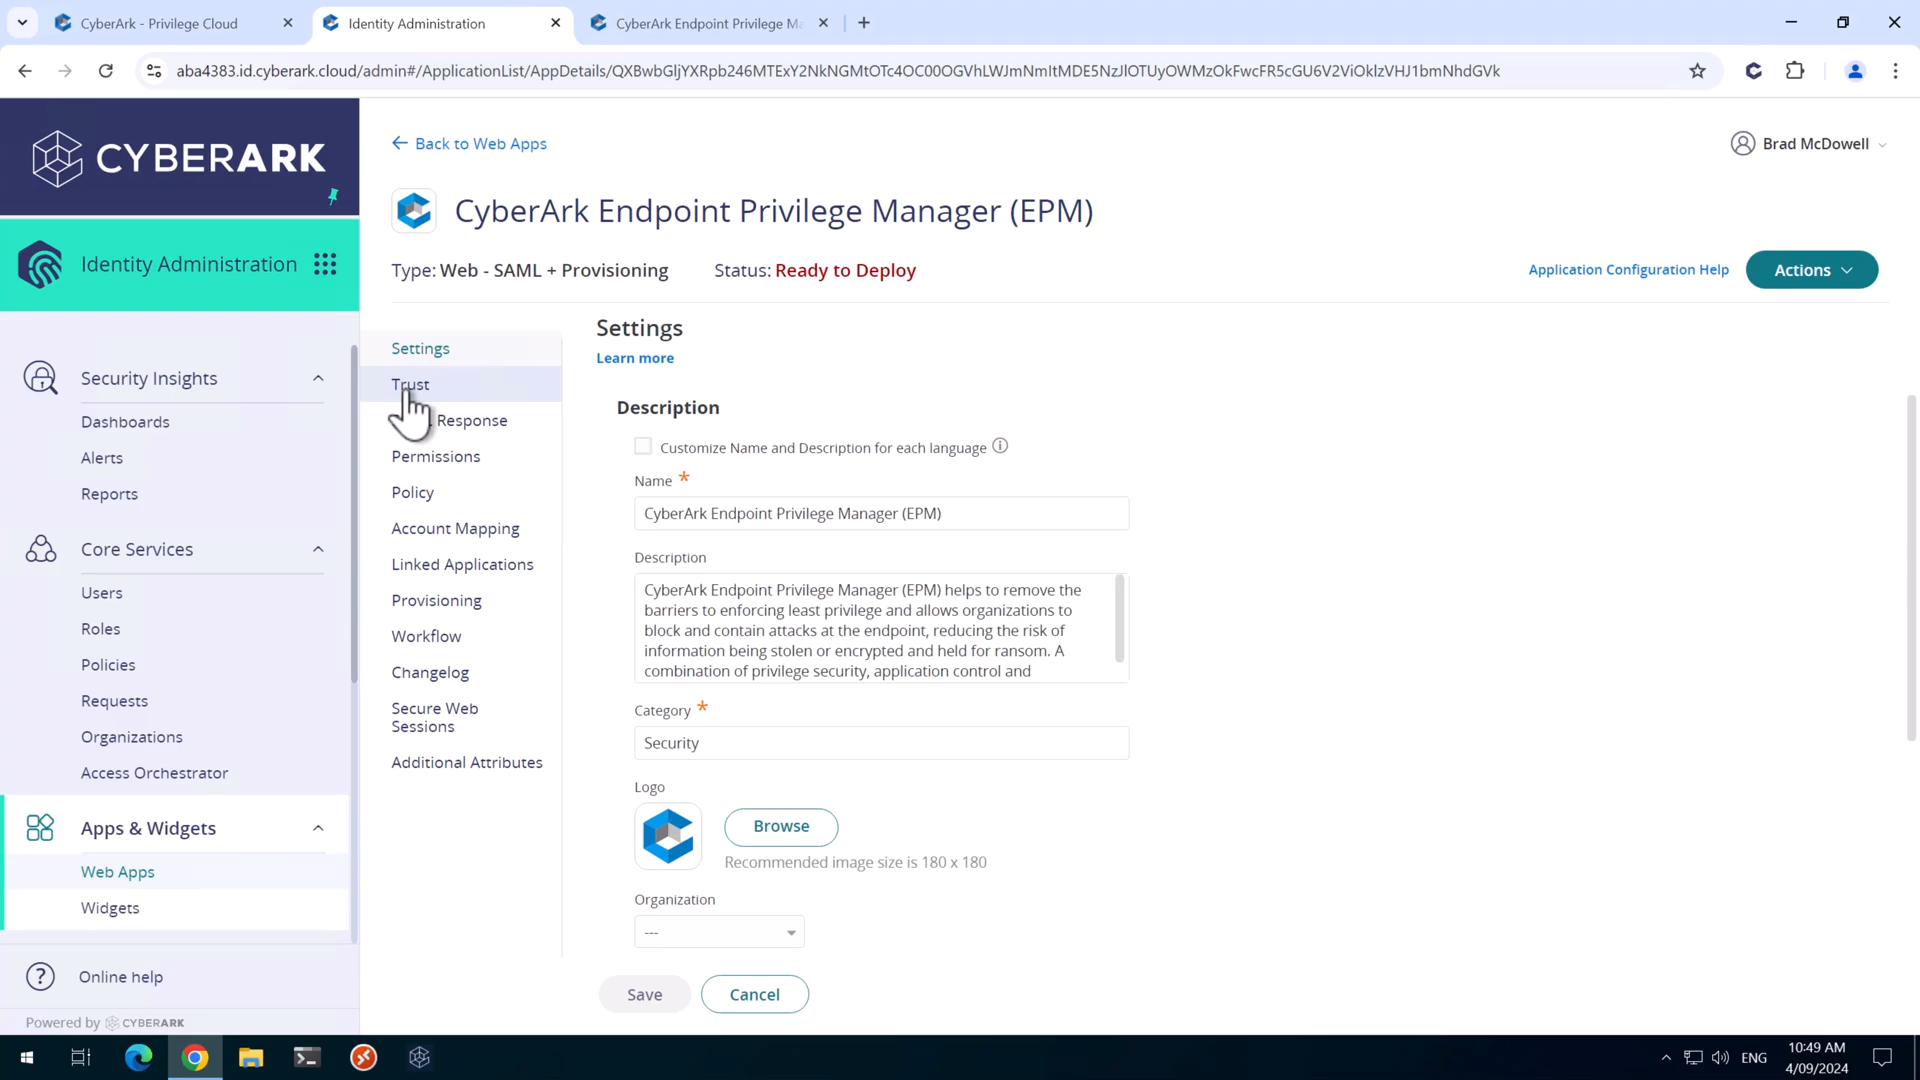 CyberArk - Privilege Cloud
Identity Administration
CyberArk Endpoint Privilege Ma
aba4383.id.cyberark.cloud/admin#/ApplicationList/AppDetails/QXBwbGljYXRpb246MTExY2NkNGMtOTc4OC00OGVhLWJmNmItMDE5NzJlOTUyOWMzOkFwcFR5cGU6V2ViOklzVHJ1bmNhdGVk
CYBERARK
Identity Administration
Security Insights
Dashboards
Alerts
Reports
Core Services
Users
Roles
Policies
Requests
Organizations
Access Orchestrator
Apps & Widgets
Web Apps
Widgets
Online help
Powered by CYBERARK
Back to Web Apps
Brad McDowell
CyberArk Endpoint Privilege Manager (EPM)
Type: Web - SAML + Provisioning
Status: Ready to Deploy
Application Configuration Help
Actions
Settings
Trust
Response
Permissions
Policy
Account Mapping
Linked Applications
Provisioning
Workflow
Changelog
Secure Web
Sessions
Additional Attributes
Settings
Learn more
Description
Customize Name and Description for each language
Name *
CyberArk Endpoint Privilege Manager (EPM)
Description
CyberArk Endpoint Privilege Manager (EPM) helps to remove the
barriers to enforcing least privilege and allows organizations to
block and contain attacks at the endpoint, reducing the risk of
information being stolen or encrypted and held for ransom. A
combination of privilege security, application control and
Category *
Security
Logo
Browse
Recommended image size is 180 x 180
Organization
---
Save
Cancel
ENG
10:49 AM
4/09/2024